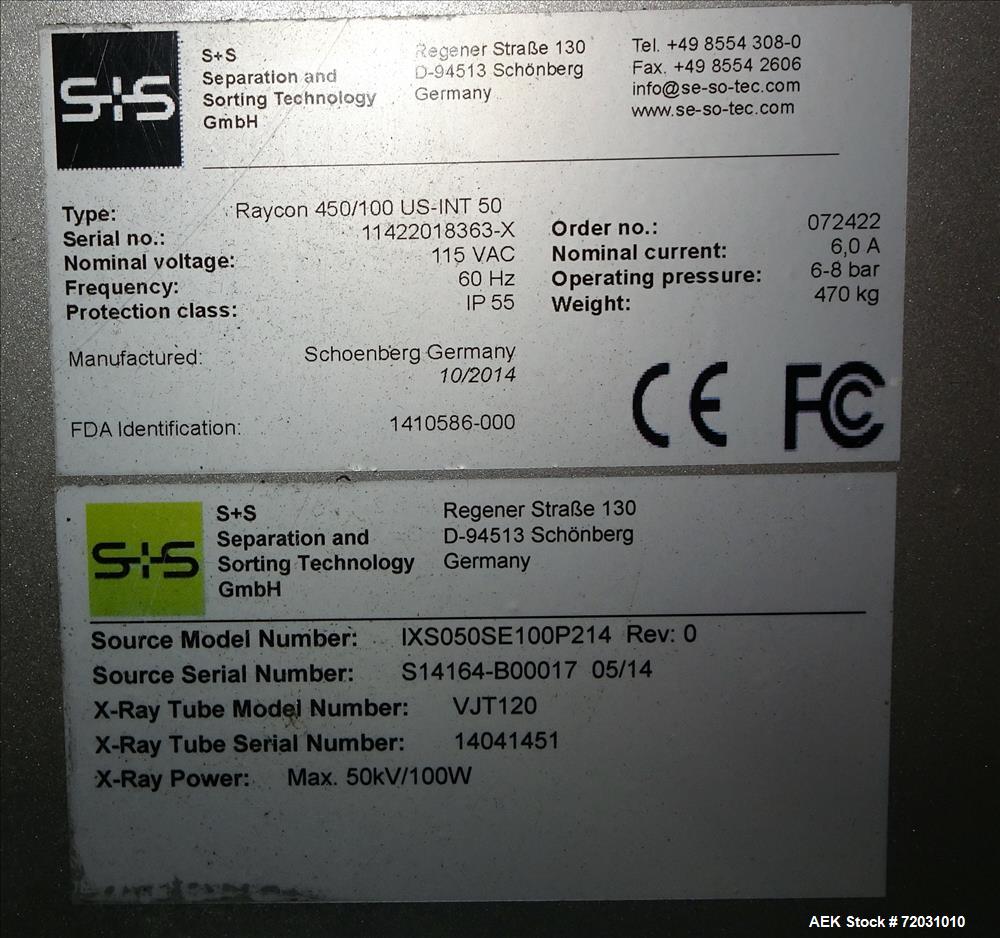 S+S
S+S
Separation and
Sorting Technology
GmbH
Regener Straße 130
D-94513 Schönberg
Germany
Tel. +49 8554 308-0
Fax. +49 8554 2606
info@se-so-tec.com
www.se-so-tec.com
Type: Raycon 450/100 US-INT 50
Serial no.: 11422018363-X
Nominal voltage: 115 VAC
Frequency: 60 Hz
Protection class: IP 55
Order no.: 072422
Nominal current: 6,0 A
Operating pressure: 6-8 bar
Weight: 470 kg
Manufactured: Schoenberg Germany
10/2014
FDA Identification: 1410586-000
CE FCC
S+S
S+S
Separation and
Sorting Technology
GmbH
Regener Straße 130
D-94513 Schönberg
Germany
Source Model Number: IXS050SE100P214 Rev: 0
Source Serial Number: S14164-B00017 05/14
X-Ray Tube Model Number: VJT120
X-Ray Tube Serial Number: 14041451
X-Ray Power: Max. 50kV/100W
AEK Stock # 72031010